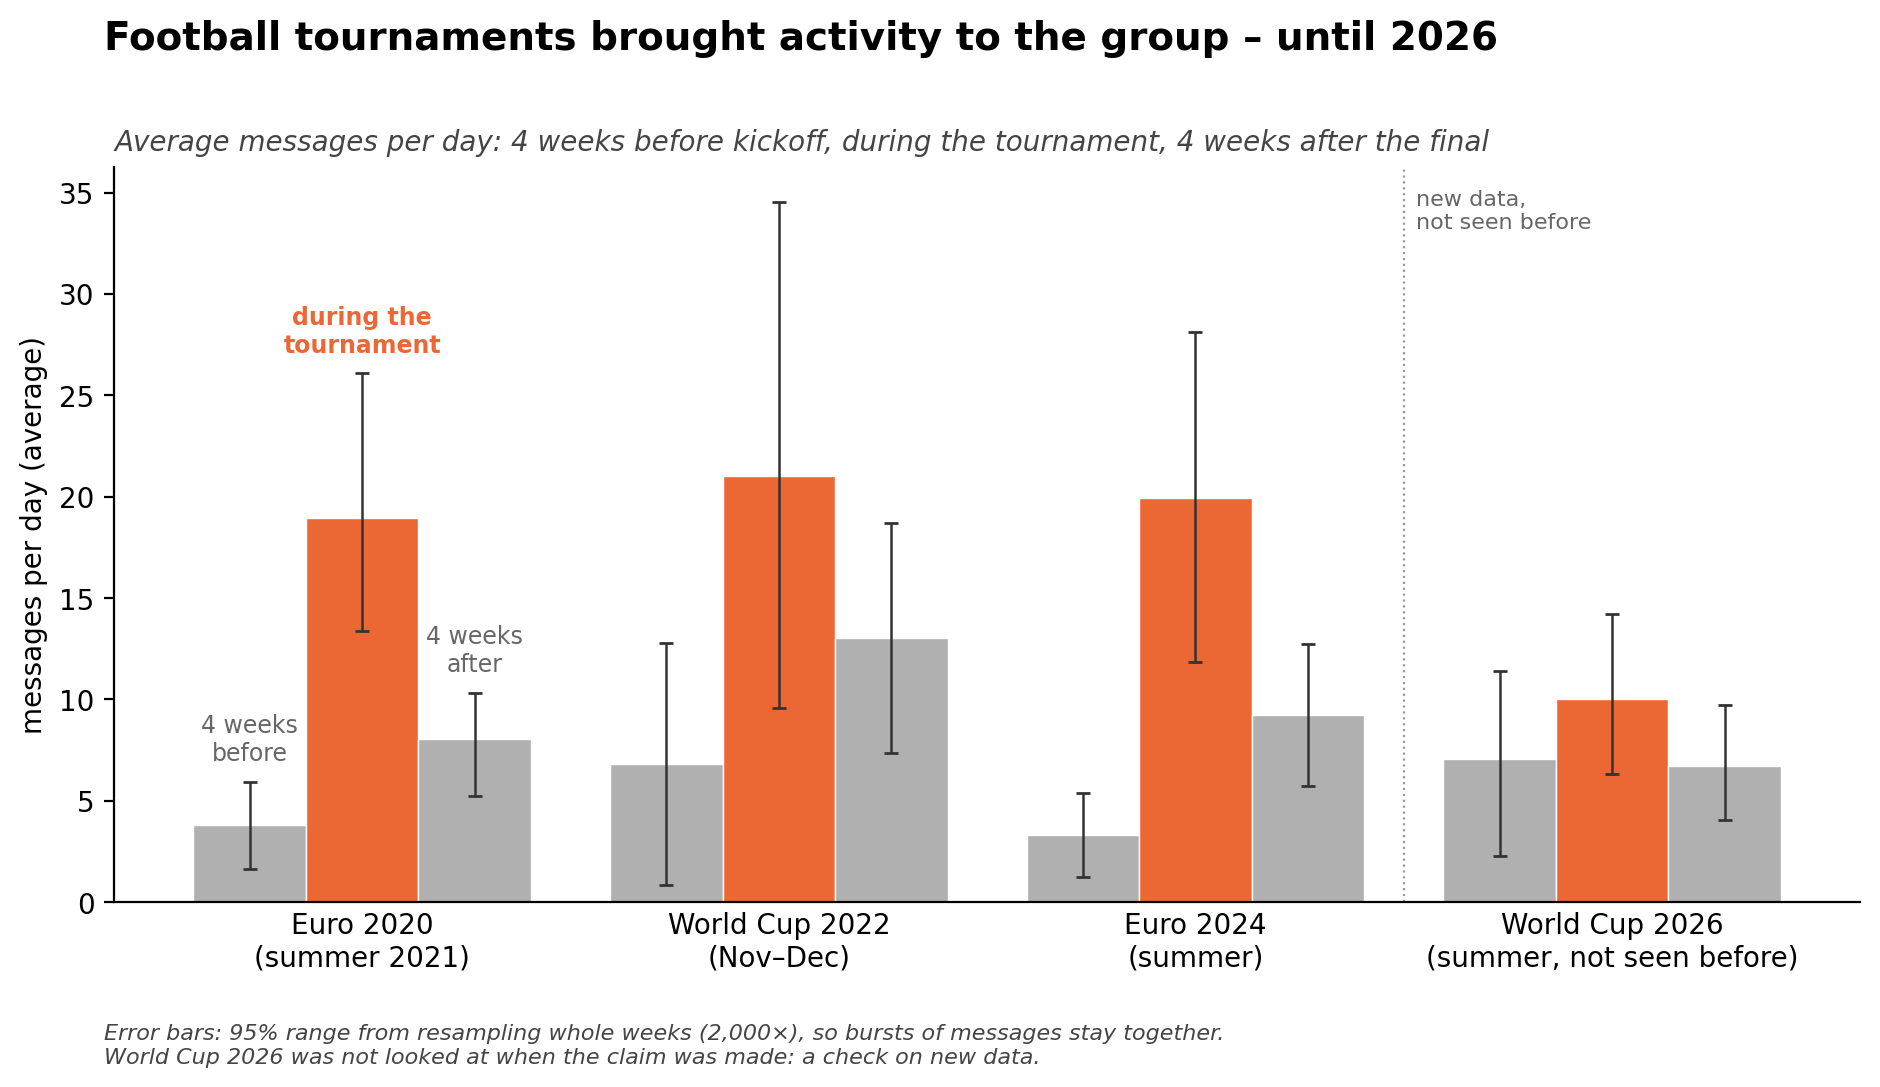 Football tournaments brought activity to the group – until 2026
Average messages per day: 4 weeks before kickoff, during the tournament, 4 weeks after the final
messages per day (average)
35
30
25
20
15
10
5
0
4 weeks
before
during the
tournament
4 weeks
after
new data,
not seen before
Euro 2020
(summer 2021)
World Cup 2022
(Nov–Dec)
Euro 2024
(summer)
World Cup 2026
(summer, not seen before)
Error bars: 95% range from resampling whole weeks (2,000×), so bursts of messages stay together.
World Cup 2026 was not looked at when the claim was made: a check on new data.